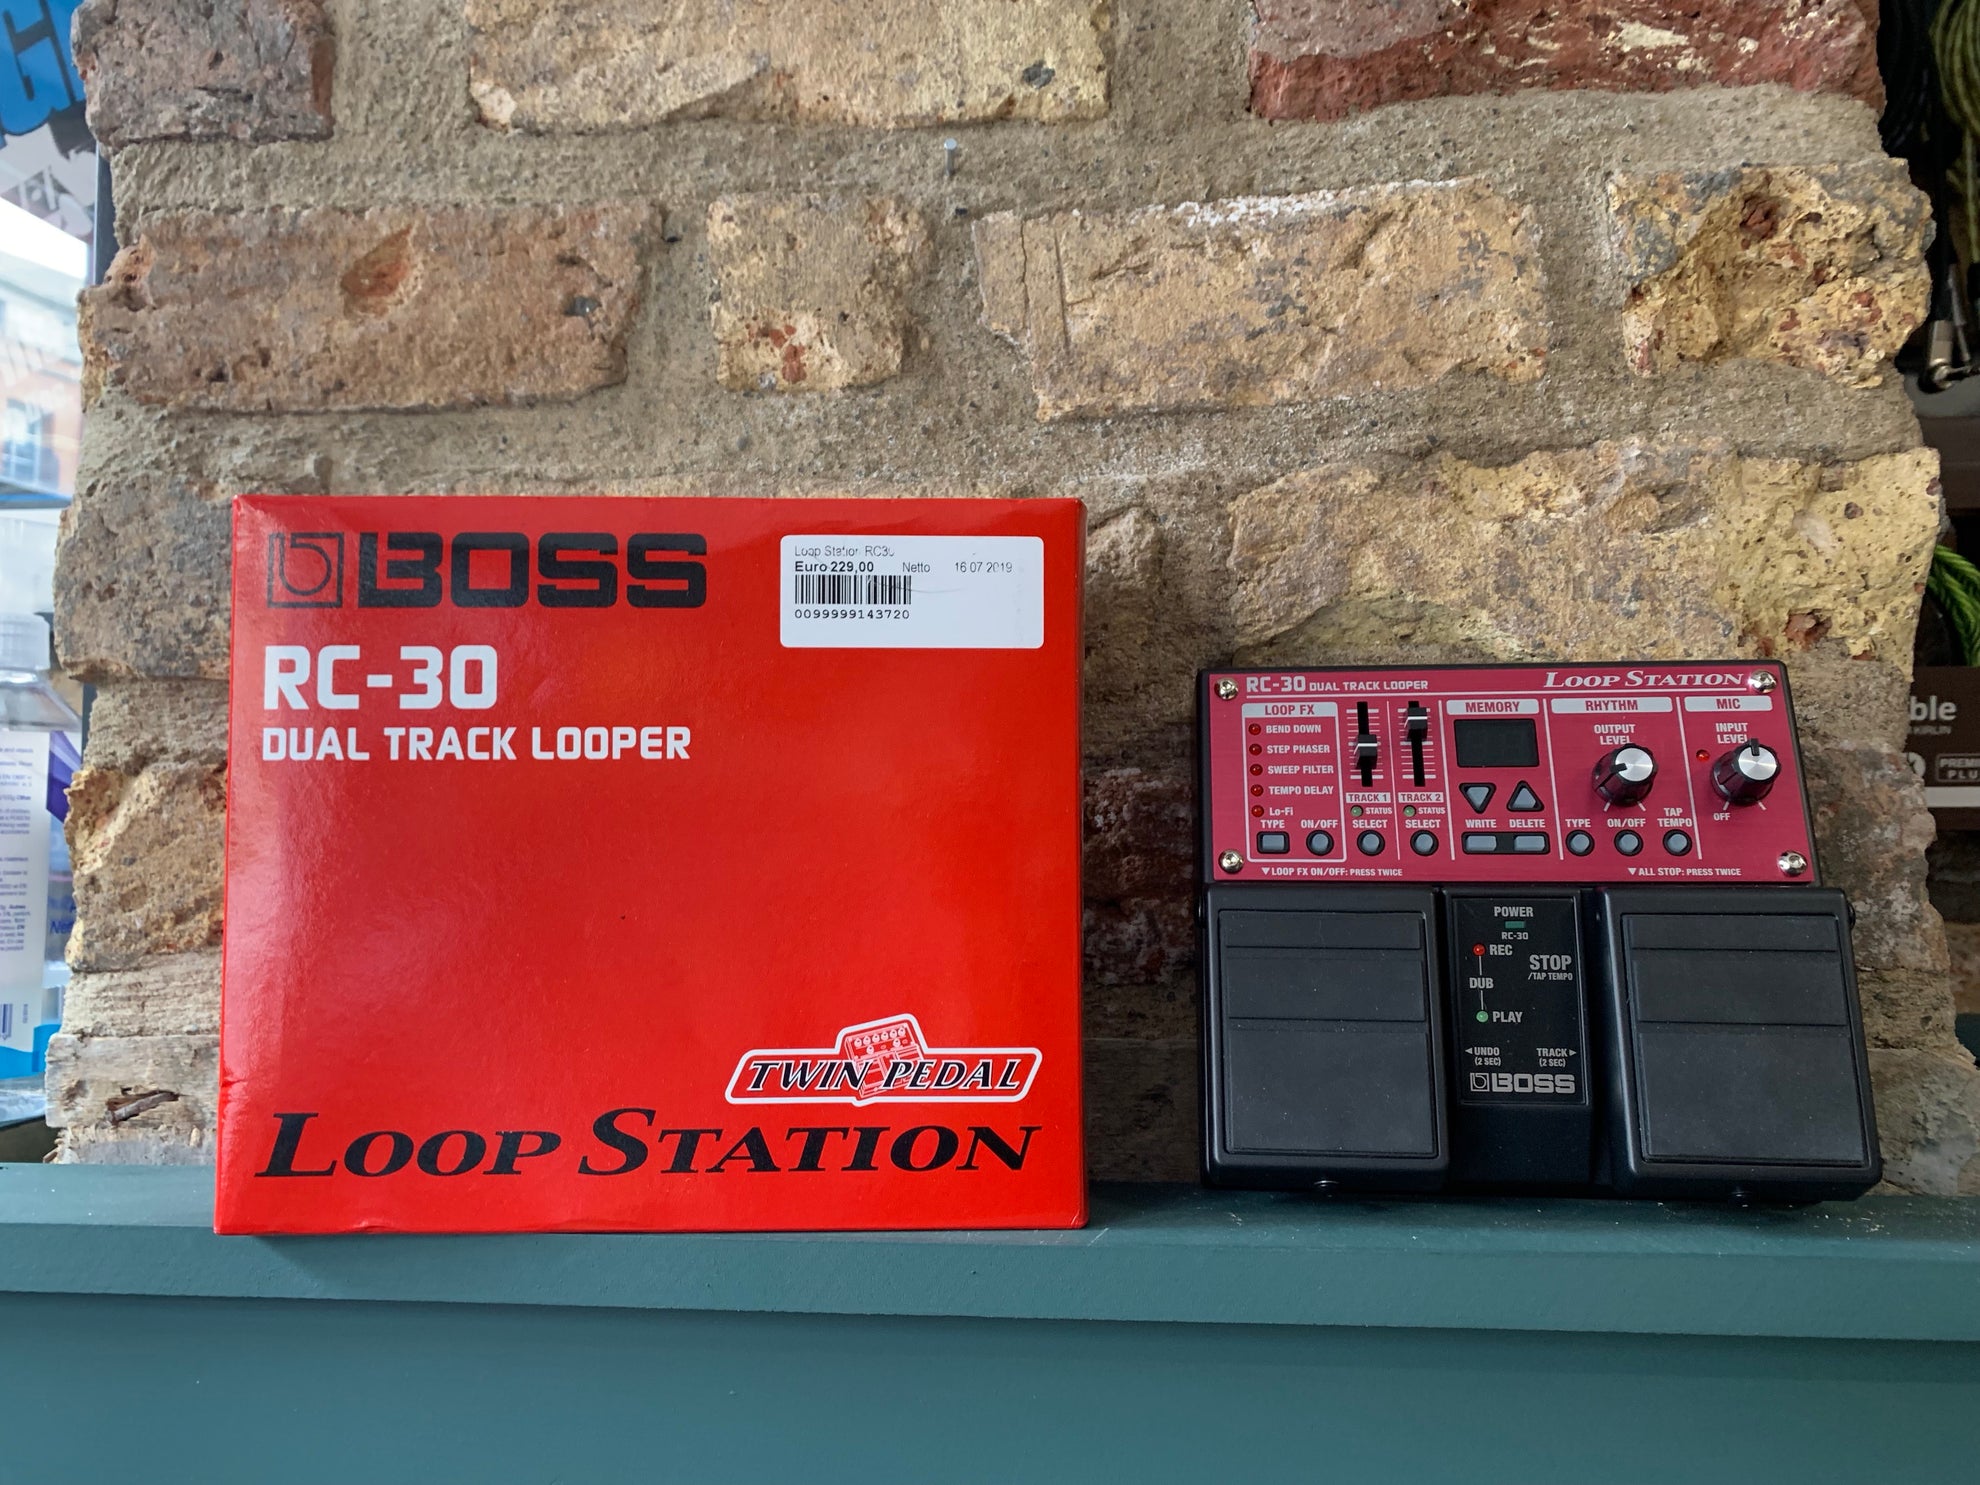 BOSS
RC-30
DUAL TRACK LOOPER
Loop Station RC30
Euro 229,00 Netto 16 07 2019
0099999143720
TWIN PEDAL
LOOP STATION
RC-30 DUAL TRACK LOOPER LOOP STATION
LOOP FX
BEND DOWN
STEP PHASER
SWEEP FILTER
TEMPO DELAY
Lo-Fi
TYPE ON/OFF
TRACK 1 TRACK 2
STATUS STATUS
SELECT SELECT
MEMORY
WRITE DELETE
RHYTHM
OUTPUT
LEVEL
TYPE ON/OFF TAP
TEMPO
MIC
INPUT
LEVEL
OFF
▼LOOP FX ON/OFF: PRESS TWICE ▼ALL STOP: PRESS TWICE
POWER
RC-30
REC
DUB
PLAY
STOP
/TAP TEMPO
◄UNDO
(2 SEC)
TRACK►
(2 SEC)
BOSS
ble
KIRLIN